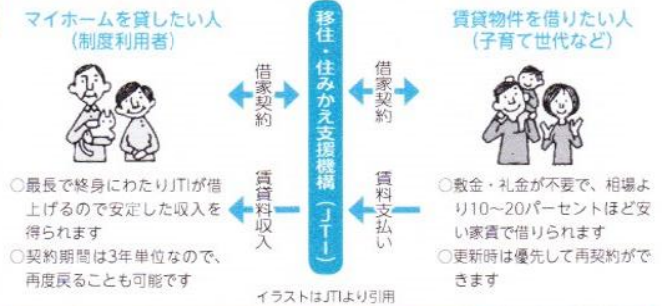 マイホームを貸したい人
(制度利用者)
○最長で終身にわたりJTIが借
上げるので安定した収入を
得られます
○契約期間は3年単位なので、
再度戻ることも可能です
借家契約
賃貸料収入
移住・住みかえ支援機構(JTI)
借家契約
賃料支払い
賃貸物件を借りたい人
(子育て世代など)
○敷金・礼金が不要で、相場よ
り10~20パーセントほど安
い家賃で借りられます
○更新時は優先して再契約がで
きます
イラストはJTIより引用